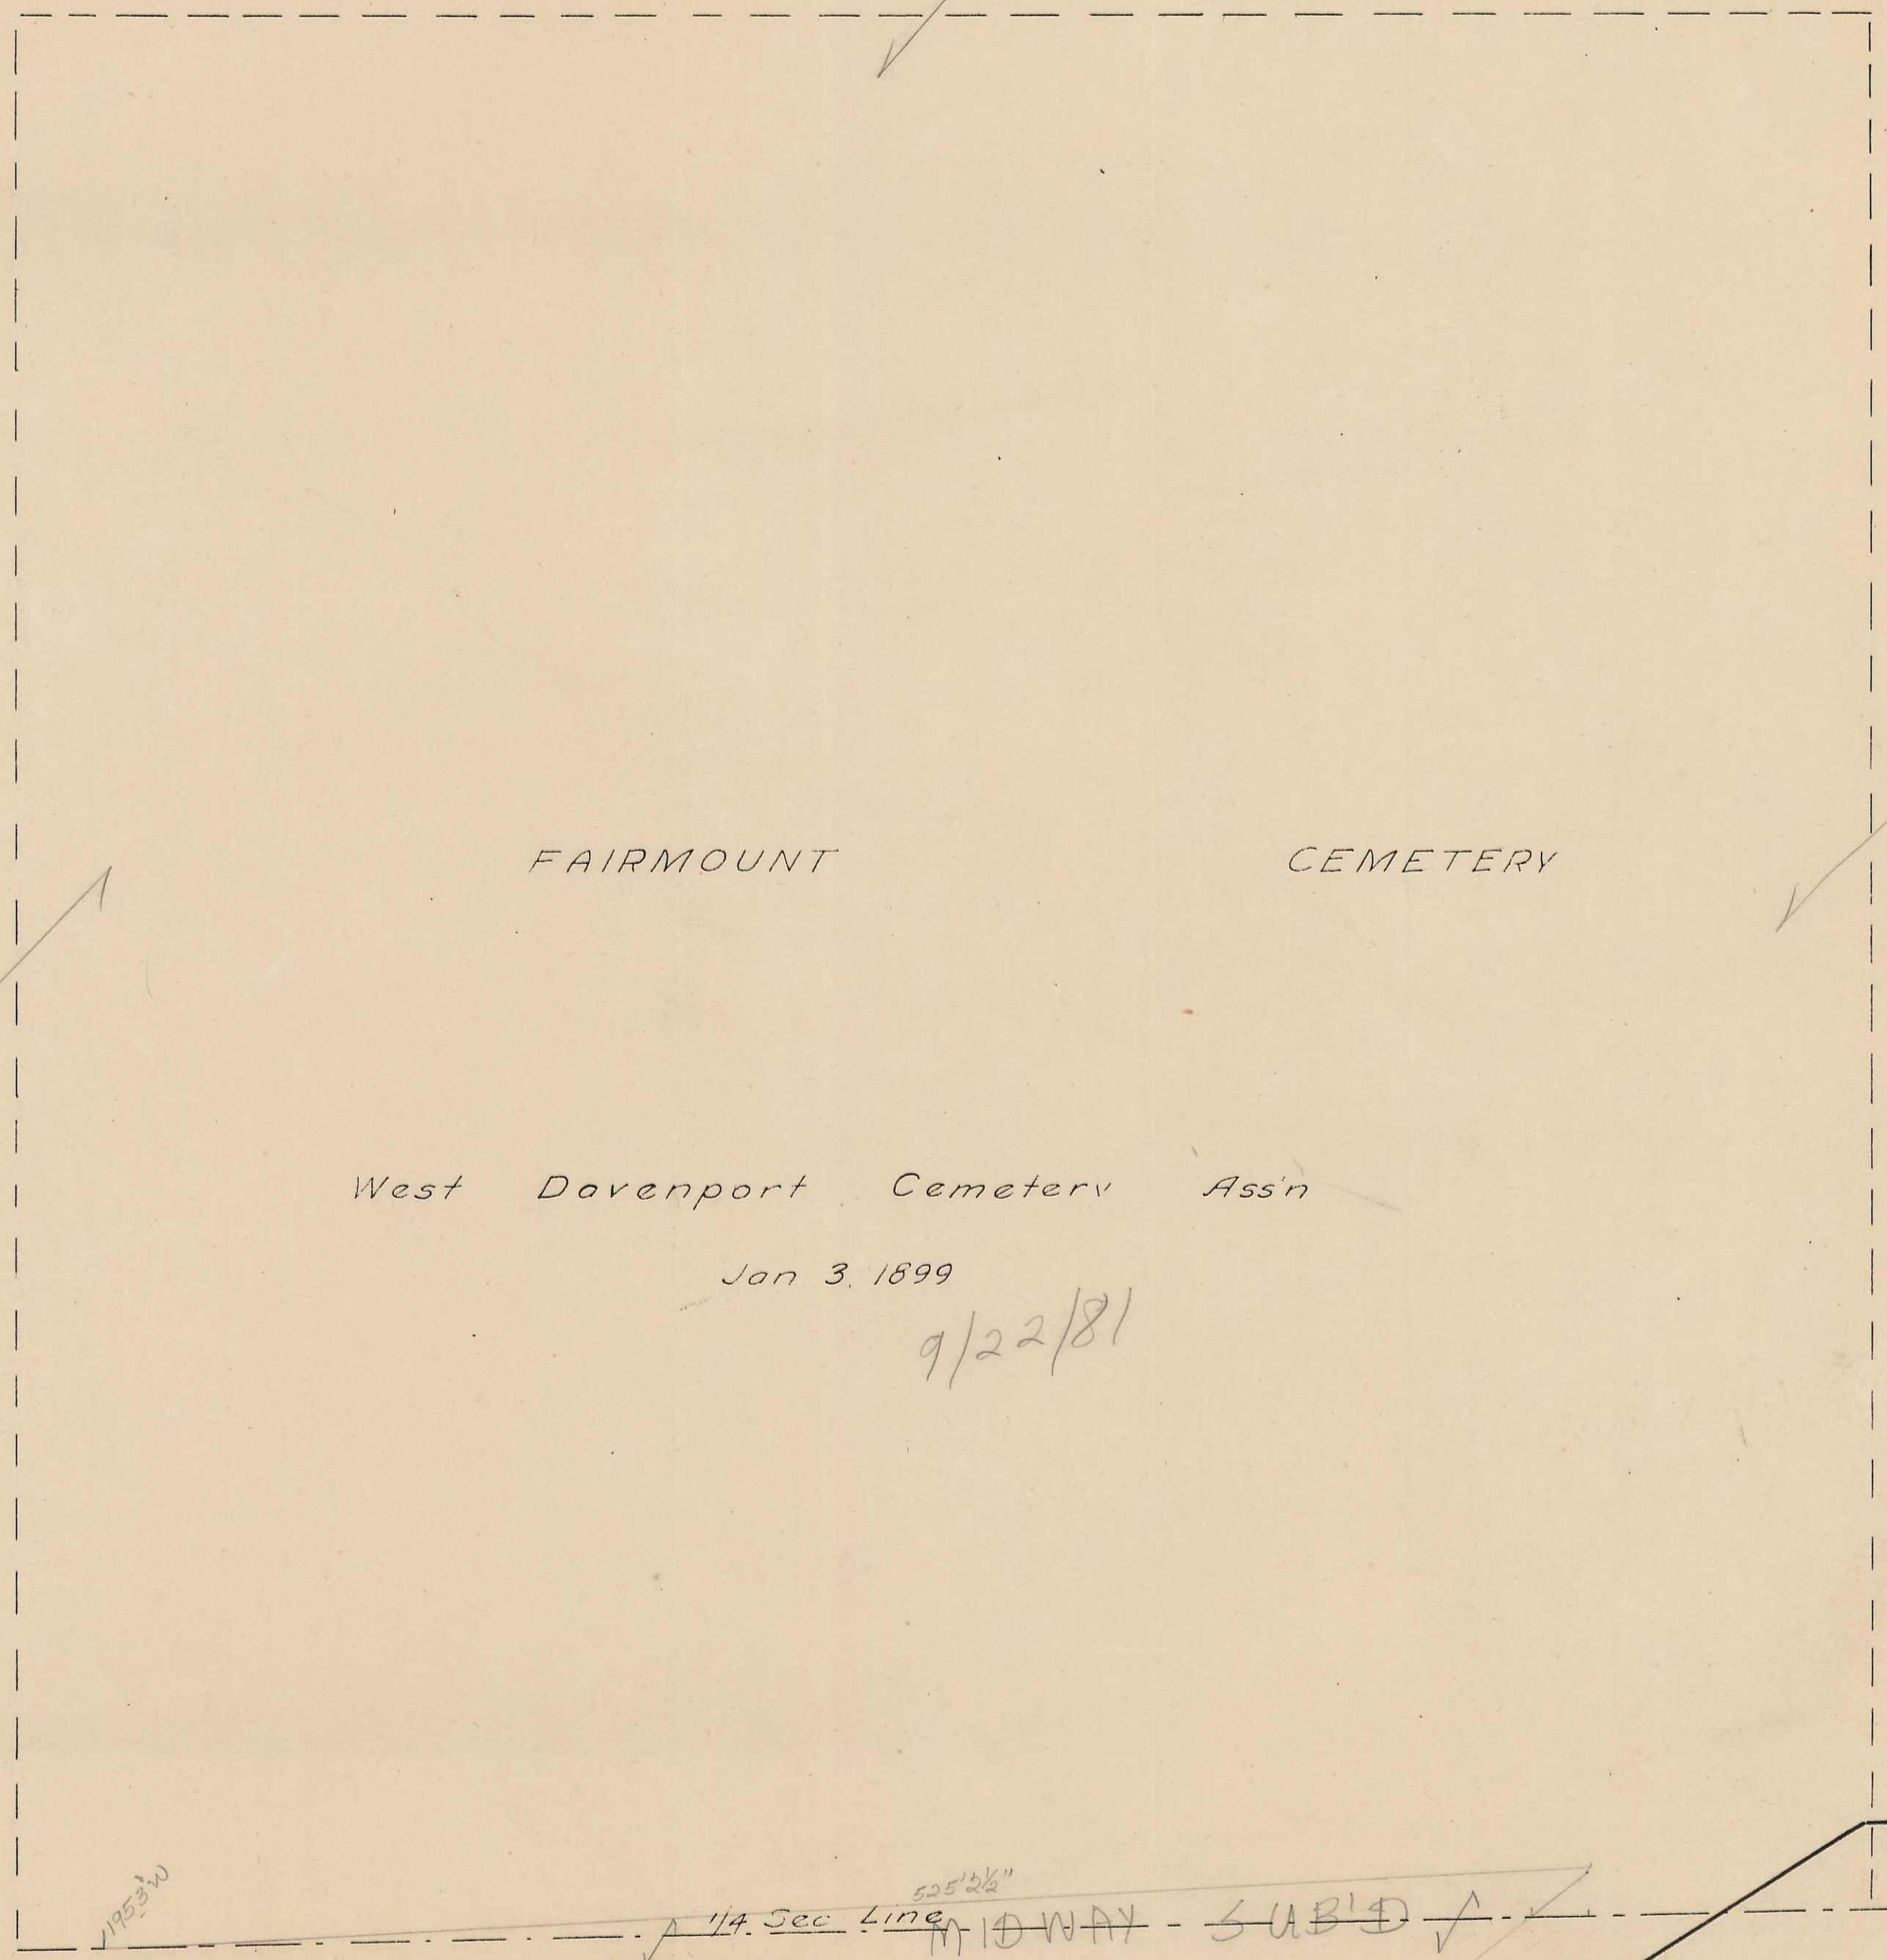 FAIRMOUNT CEMETERY
West Davenport Cemetery Ass'n
Jan 3, 1899
9/22/81
525'2½"
1/4 Sec Line
MIDWAY - SUB'D